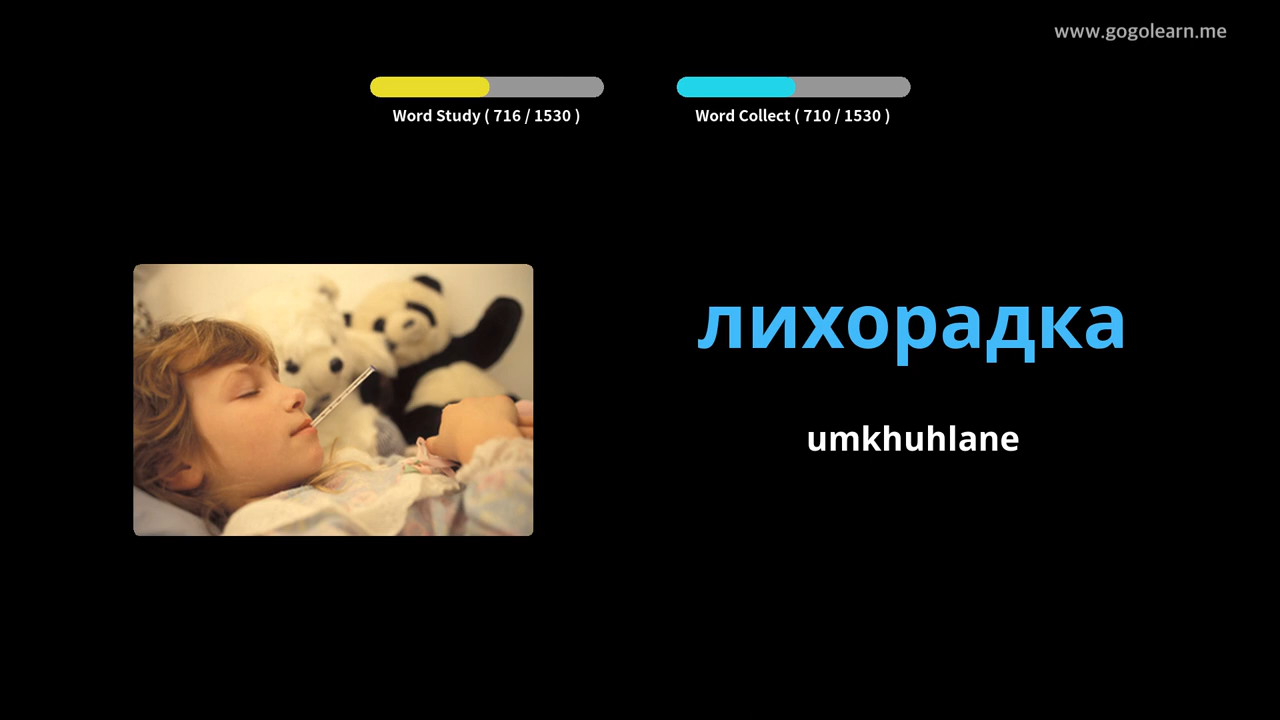 www.gogolearn.me
Word Study ( 716 / 1530 )
Word Collect ( 710 / 1530 )
лихорадка
umkhuhlane